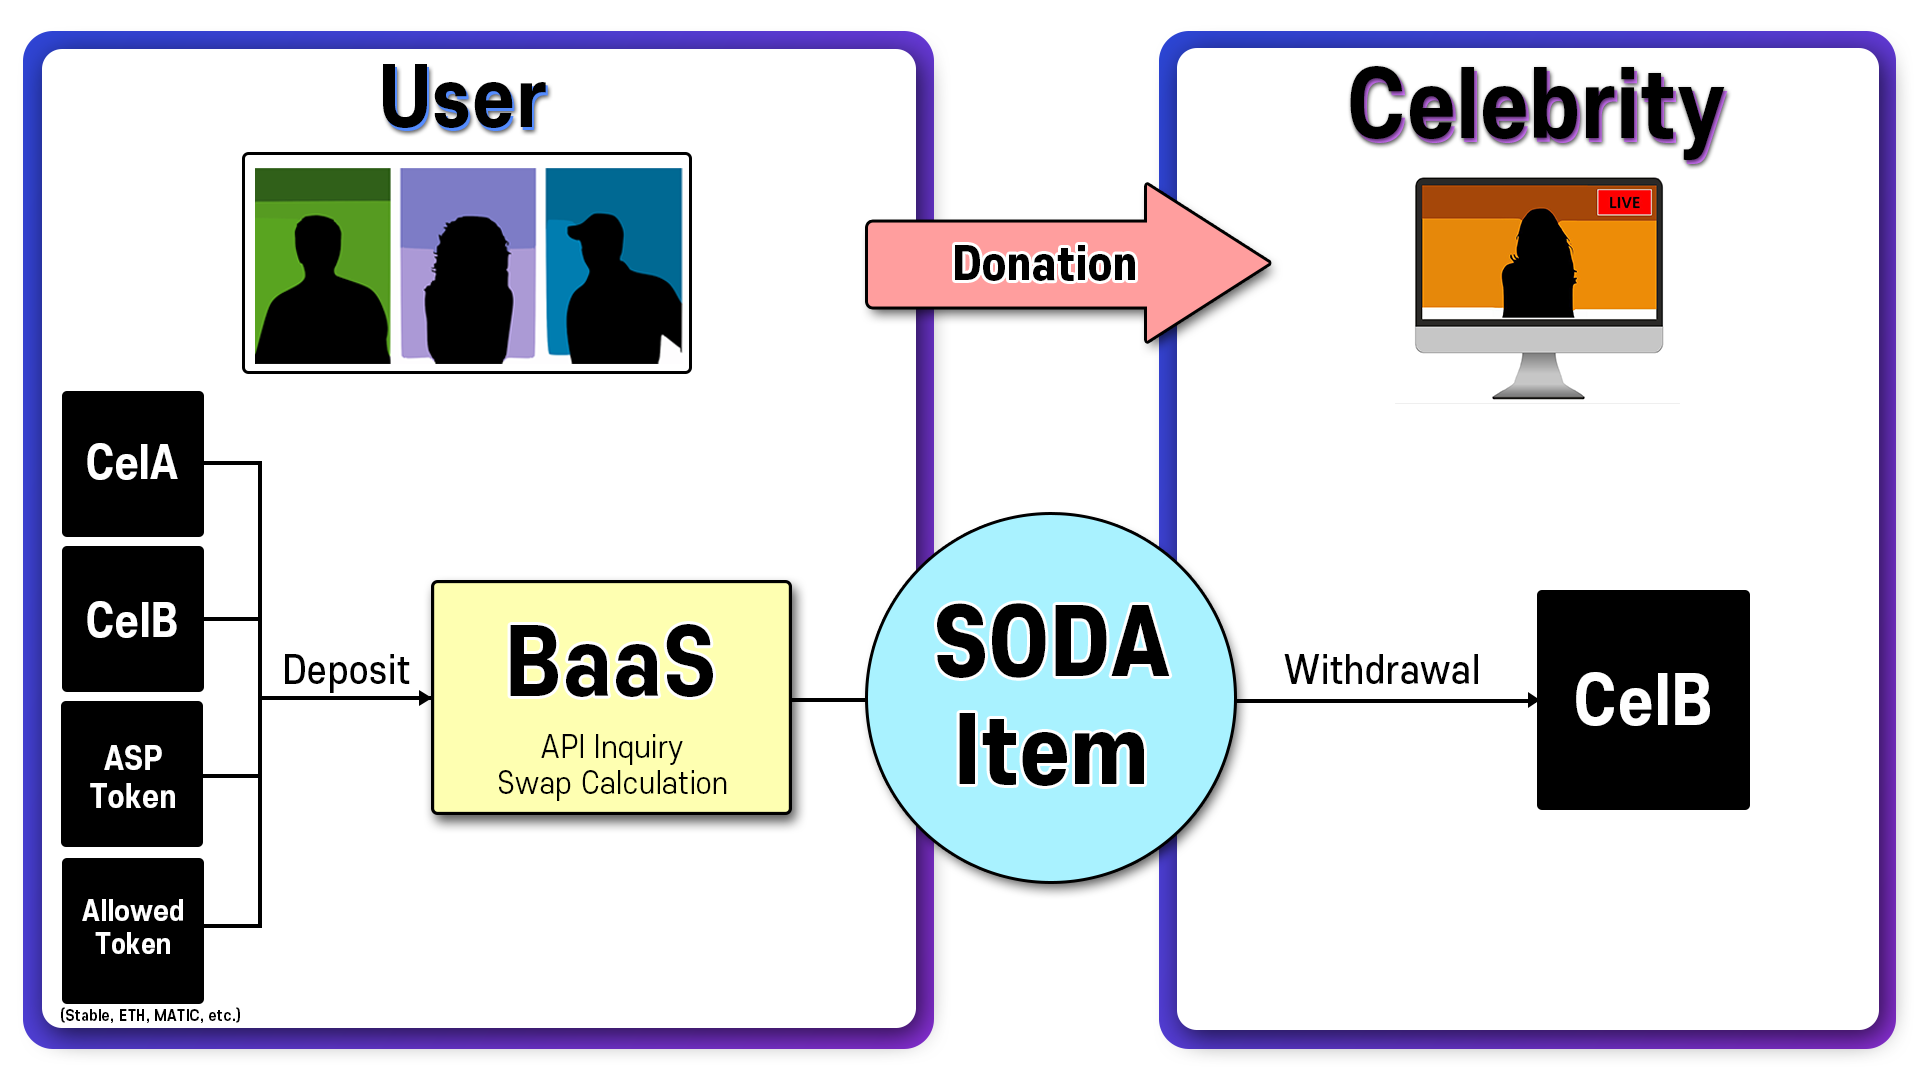 User
Celebrity
LIVE
Donation
CelA
CelB
ASP
Token
Allowed
Token
(Stable, ETH, MATIC, etc.)
Deposit
BaaS
API Inquiry
Swap Calculation
SODA
Item
Withdrawal
CelB